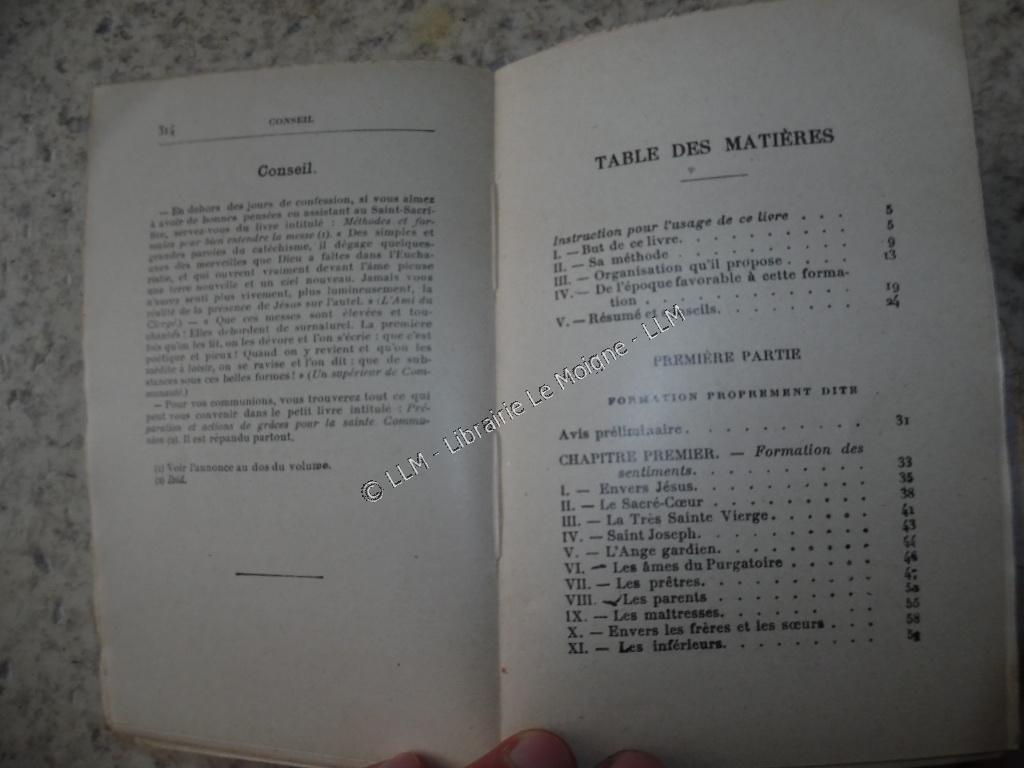 314 CONSEIL
Conseil.
— En dehors des jours de confession, si vous aimez
à avoir de bonnes pensées en assistant au Saint-Sacri-
fice, servez-vous du livre intitulé : Méthodes et for-
mules pour bien entendre la messe (1). « Des simples et
grandes paroles du catéchisme, il dégage quelques-
unes des merveilles que Dieu a faites dans l'Eucha-
ristie, et qui ouvrent vraiment devant l'âme pieuse
une terre nouvelle et un ciel nouveau. Jamais vous
n'avez senti plus vivement, plus lumineusement, la
réalité de la présence de Jésus sur l'autel. » (L'Ami du
Clergé.) — « Que ces messes sont élevées et tou-
chantes ! Elles débordent de surnaturel. La première
fois qu'on les lit, on les dévore et l'on s'écrie : que c'est
poétique et pieux ! Quand on y revient et qu'on les
médite à loisir, on se ravise et l'on dit : que de sub-
stances sous ces belles formes ! » (Un supérieur de Com-
munauté.)
— Pour vos communions, vous trouverez tout ce qui
peut vous convenir dans le petit livre intitulé : Pré-
paration et actions de grâces pour la sainte Commu-
nion (2). Il est répandu partout.
(1) Voir l'annonce au dos du volume.
(2) Ibid.
TABLE DES MATIÈRES
Instruction pour l'usage de ce livre . . . 5
I. — But de ce livre. . . . . . . . . . 5
II. — Sa méthode . . . . . . . . . . 9
III. — Organisation qu'il propose . . . . 13
IV. — De l'époque favorable à cette forma-
tion . . . . . . . . . . . 19
V. — Résumé et conseils. . . . . . . . 24
PREMIÈRE PARTIE
FORMATION PROPREMENT DITE
Avis préliminaire. . . . . . . . . . 31
CHAPITRE PREMIER. — Formation des
sentiments. . . . . . . . . . 33
I. — Envers Jésus. . . . . . . . . . 35
II. — Le Sacré-Cœur . . . . . . . . . 38
III. — La Très Sainte Vierge. . . . . . 41
IV. — Saint Joseph. . . . . . . . . . 43
V. — L'Ange gardien. . . . . . . . . 44
VI. — Les âmes du Purgatoire . . . . . 46
VII. — Les prêtres. . . . . . . . . . 47
VIII. — Les parents . . . . . . . . .
IX. — Les maîtresses. . . . . . . . . 55
X. — Envers les frères et les sœurs . . . 58
XI. — Les inférieurs. . . . . . . . . 59
© LLM - Librairie Le Moigne - LLM